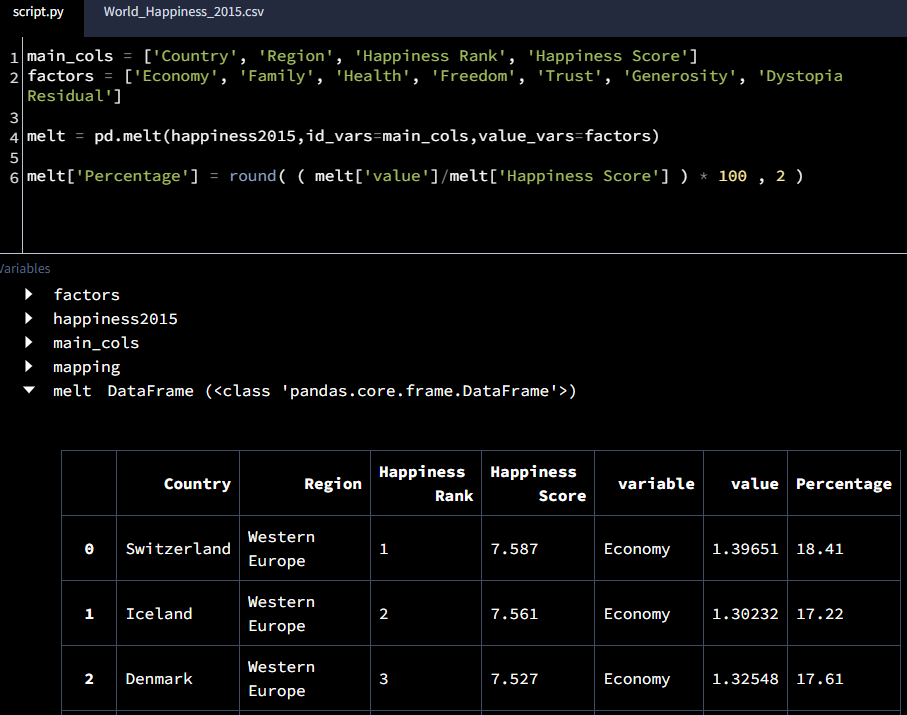 script.py World_Happiness_2015.csv
1 main_cols = ['Country', 'Region', 'Happiness Rank', 'Happiness Score']
2 factors = ['Economy', 'Family', 'Health', 'Freedom', 'Trust', 'Generosity', 'Dystopia
Residual']
3
4 melt = pd.melt(happiness2015,id_vars=main_cols,value_vars=factors)
5
6 melt['Percentage'] = round( ( melt['value']/melt['Happiness Score'] ) * 100 , 2 )
Variables
factors
happiness2015
main_cols
mapping
melt DataFrame (<class 'pandas.core.frame.DataFrame'>)
Country Region Happiness Rank Happiness Score variable value Percentage
0 Switzerland Western Europe 1 7.587 Economy 1.39651 18.41
1 Iceland Western Europe 2 7.561 Economy 1.30232 17.22
2 Denmark Western Europe 3 7.527 Economy 1.32548 17.61